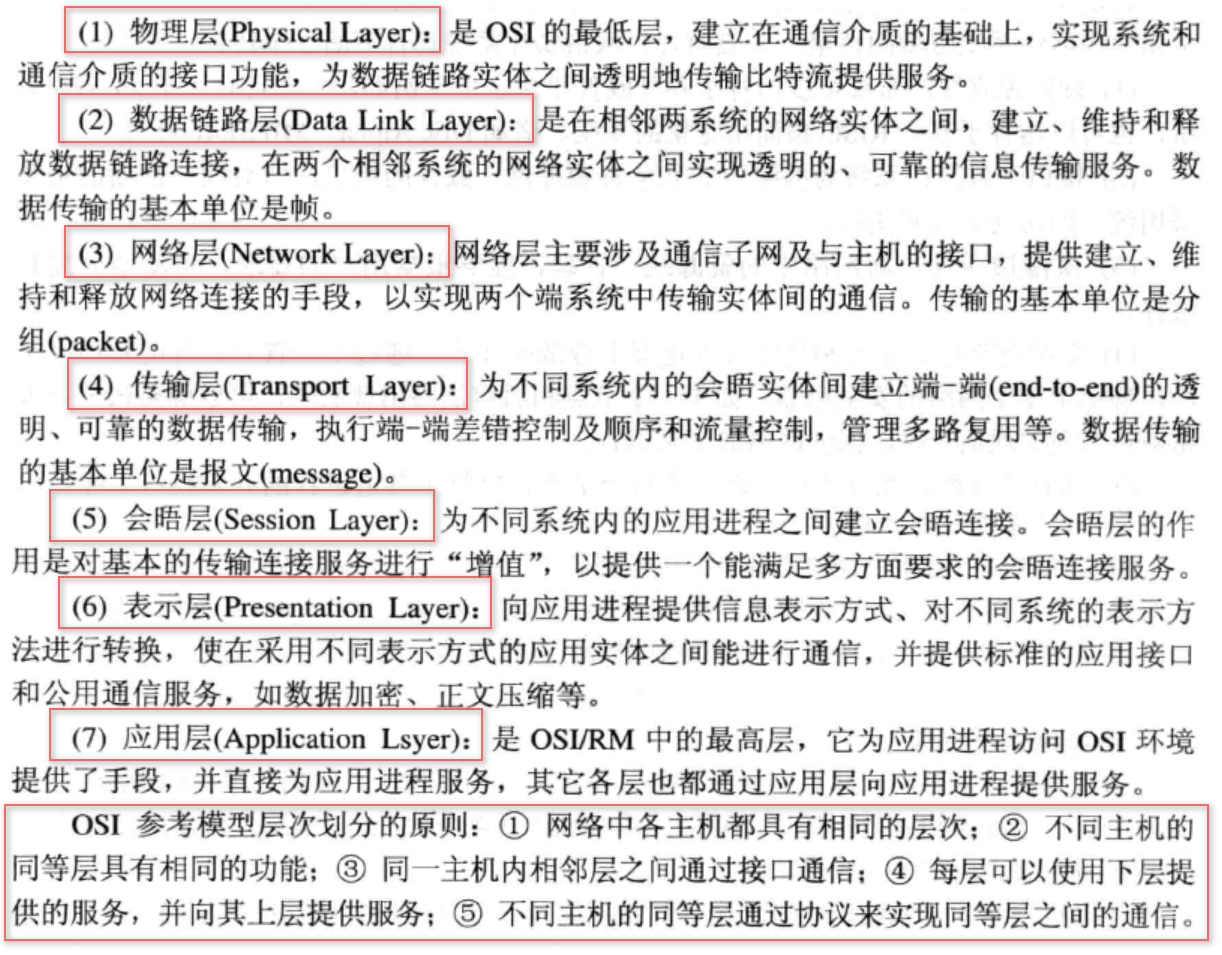 (1) 物理层(Physical Layer)：是 OSI 的最低层，建立在通信介质的基础上，实现系统和
通信介质的接口功能，为数据链路实体之间透明地传输比特流提供服务。
(2) 数据链路层(Data Link Layer)：是在相邻两系统的网络实体之间，建立、维持和释
放数据链路连接，在两个相邻系统的网络实体之间实现透明的、可靠的信息传输服务。数
据传输的基本单位是帧。
(3) 网络层(Network Layer)：网络层主要涉及通信子网及与主机的接口，提供建立、维
持和释放网络连接的手段，以实现两个端系统中传输实体间的通信。传输的基本单位是分
组(packet)。
(4) 传输层(Transport Layer)：为不同系统内的会晤实体间建立端-端(end-to-end)的透
明、可靠的数据传输，执行端-端差错控制及顺序和流量控制，管理多路复用等。数据传输
的基本单位是报文(message)。
(5) 会晤层(Session Layer)：为不同系统内的应用进程之间建立会晤连接。会晤层的作
用是对基本的传输连接服务进行“增值”，以提供一个能满足多方面要求的会晤连接服务。
(6) 表示层(Presentation Layer)：向应用进程提供信息表示方式、对不同系统的表示方
法进行转换，使在采用不同表示方式的应用实体之间能进行通信，并提供标准的应用接口
和公用通信服务，如数据加密、正文压缩等。
(7) 应用层(Application Lsyer)：是 OSI/RM 中的最高层，它为应用进程访问 OSI 环境
提供了手段，并直接为应用进程服务，其它各层也都通过应用层向应用进程提供服务。
OSI 参考模型层次划分的原则：① 网络中各主机都具有相同的层次；② 不同主机的
同等层具有相同的功能；③ 同一主机内相邻层之间通过接口通信；④ 每层可以使用下层提
供的服务，并向其上层提供服务；⑤ 不同主机的同等层通过协议来实现同等层之间的通信。